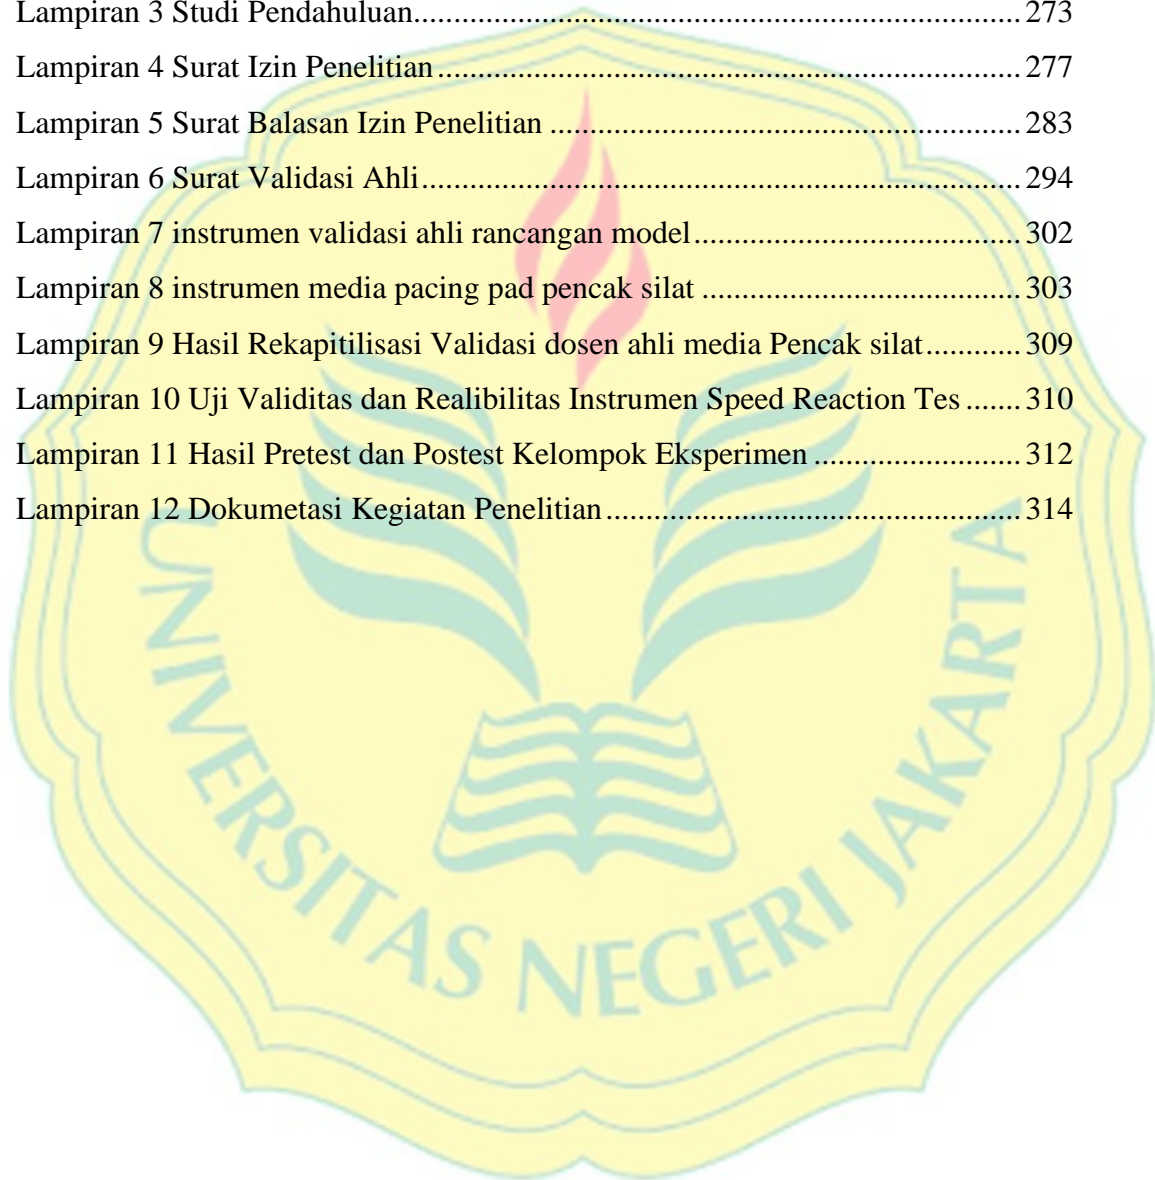 Lampiran 3 Studi Pendahuluan.......................................................................... 273
Lampiran 4 Surat Izin Penelitian....................................................................... 277
Lampiran 5 Surat Balasan Izin Penelitian ......................................................... 283
Lampiran 6 Surat Validasi Ahli......................................................................... 294
Lampiran 7 instrumen validasi ahli rancangan model........................................ 302
Lampiran 8 instrumen media pacing pad pencak silat ....................................... 303
Lampiran 9 Hasil Rekapitilisasi Validasi dosen ahli media Pencak silat............ 309
Lampiran 10 Uji Validitas dan Realibilitas Instrumen Speed Reaction Tes ....... 310
Lampiran 11 Hasil Pretest dan Postest Kelompok Eksperimen ......................... 312
Lampiran 12 Dokumetasi Kegiatan Penelitian................................................... 314
UNIVERSITAS NEGERI JAKARTA